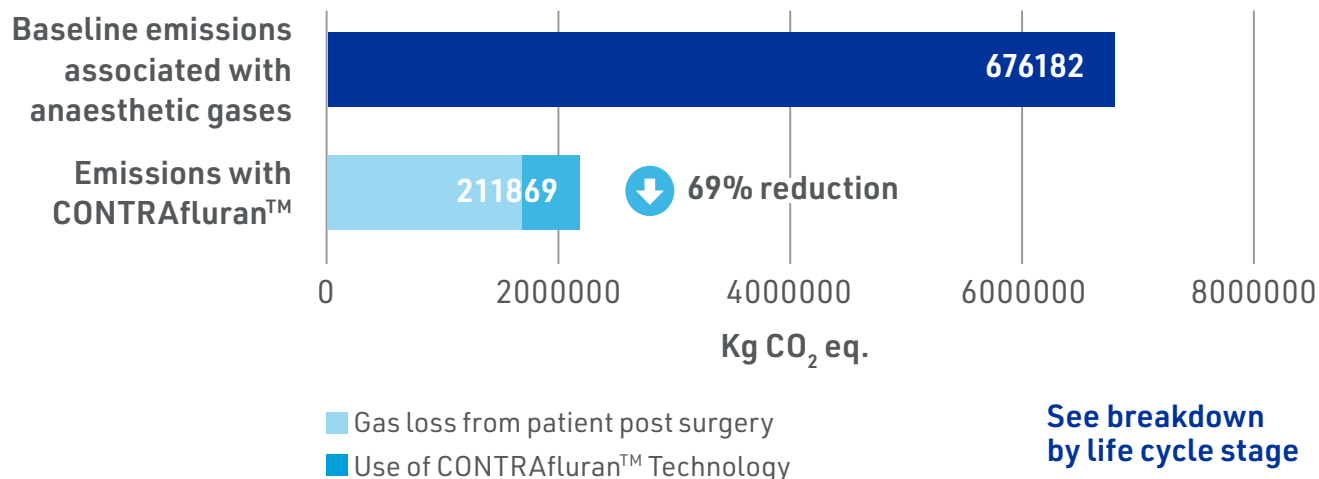 Baseline emissions
associated with
anaesthetic gases
676182
Emissions with
CONTRAfluran™
211869
69% reduction
0 2000000 4000000 6000000 8000000
Kg CO₂ eq.
Gas loss from patient post surgery
Use of CONTRAfluran™ Technology
See breakdown
by life cycle stage